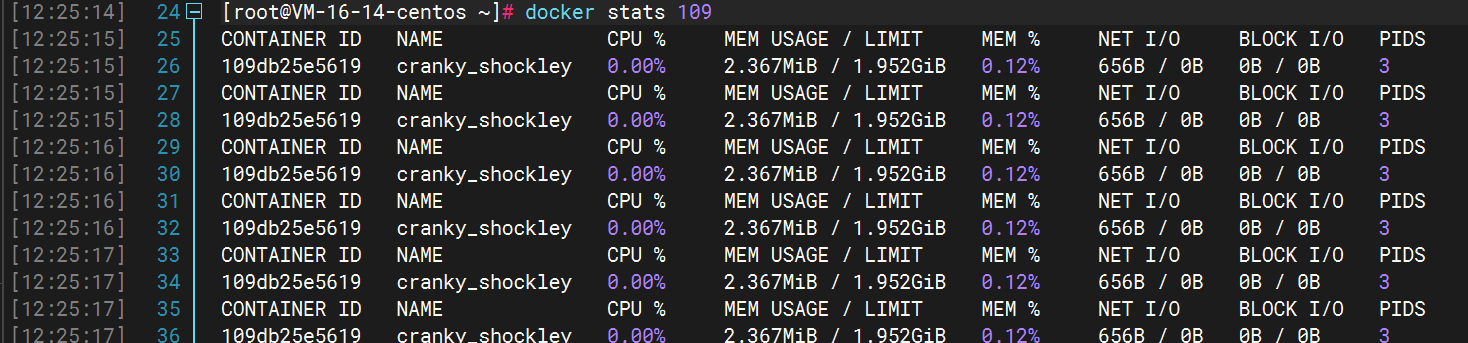 [12:25:14] 24 [root@VM-16-14-centos ~]# docker stats 109
[12:25:15] 25 CONTAINER ID NAME CPU % MEM USAGE / LIMIT MEM % NET I/O BLOCK I/O PIDS
[12:25:15] 26 109db25e5619 cranky_shockley 0.00% 2.367MiB / 1.952GiB 0.12% 656B / 0B 0B / 0B 3
[12:25:15] 27 CONTAINER ID NAME CPU % MEM USAGE / LIMIT MEM % NET I/O BLOCK I/O PIDS
[12:25:15] 28 109db25e5619 cranky_shockley 0.00% 2.367MiB / 1.952GiB 0.12% 656B / 0B 0B / 0B 3
[12:25:16] 29 CONTAINER ID NAME CPU % MEM USAGE / LIMIT MEM % NET I/O BLOCK I/O PIDS
[12:25:16] 30 109db25e5619 cranky_shockley 0.00% 2.367MiB / 1.952GiB 0.12% 656B / 0B 0B / 0B 3
[12:25:16] 31 CONTAINER ID NAME CPU % MEM USAGE / LIMIT MEM % NET I/O BLOCK I/O PIDS
[12:25:16] 32 109db25e5619 cranky_shockley 0.00% 2.367MiB / 1.952GiB 0.12% 656B / 0B 0B / 0B 3
[12:25:17] 33 CONTAINER ID NAME CPU % MEM USAGE / LIMIT MEM % NET I/O BLOCK I/O PIDS
[12:25:17] 34 109db25e5619 cranky_shockley 0.00% 2.367MiB / 1.952GiB 0.12% 656B / 0B 0B / 0B 3
[12:25:17] 35 CONTAINER ID NAME CPU % MEM USAGE / LIMIT MEM % NET I/O BLOCK I/O PIDS
[12:25:17] 36 109db25e5619 cranky_shockley 0.00% 2.367MiB / 1.952GiB 0.12% 656B / 0B 0B / 0B 3